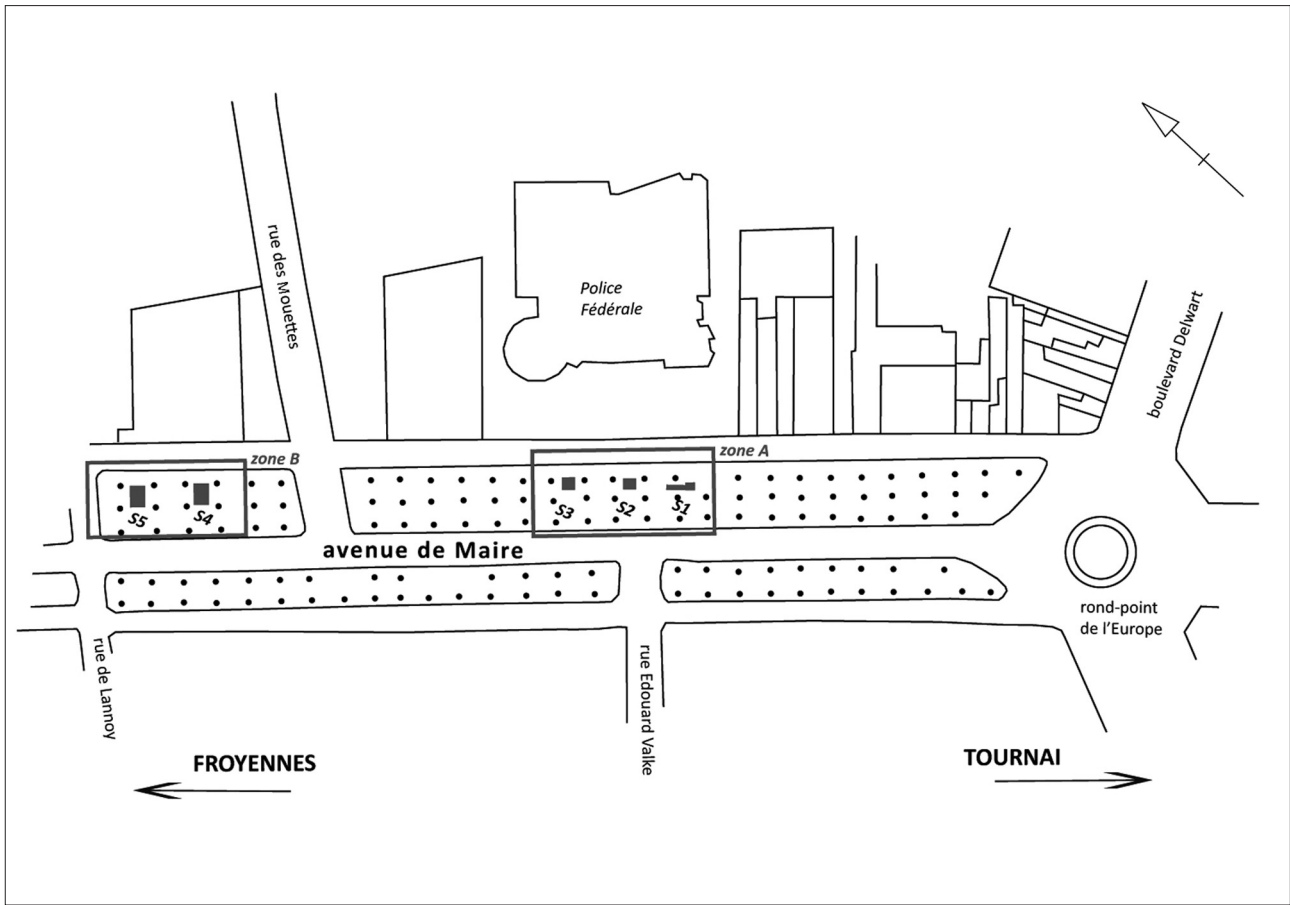 rue des Mouettes
Police
Fédérale
boulevard Delwart
zone B
zone A
S5
S4
S3
S2
S1
avenue de Maire
rond-point
de l'Europe
rue de Lannoy
rue Edouard Valke
FROYENNES
TOURNAI